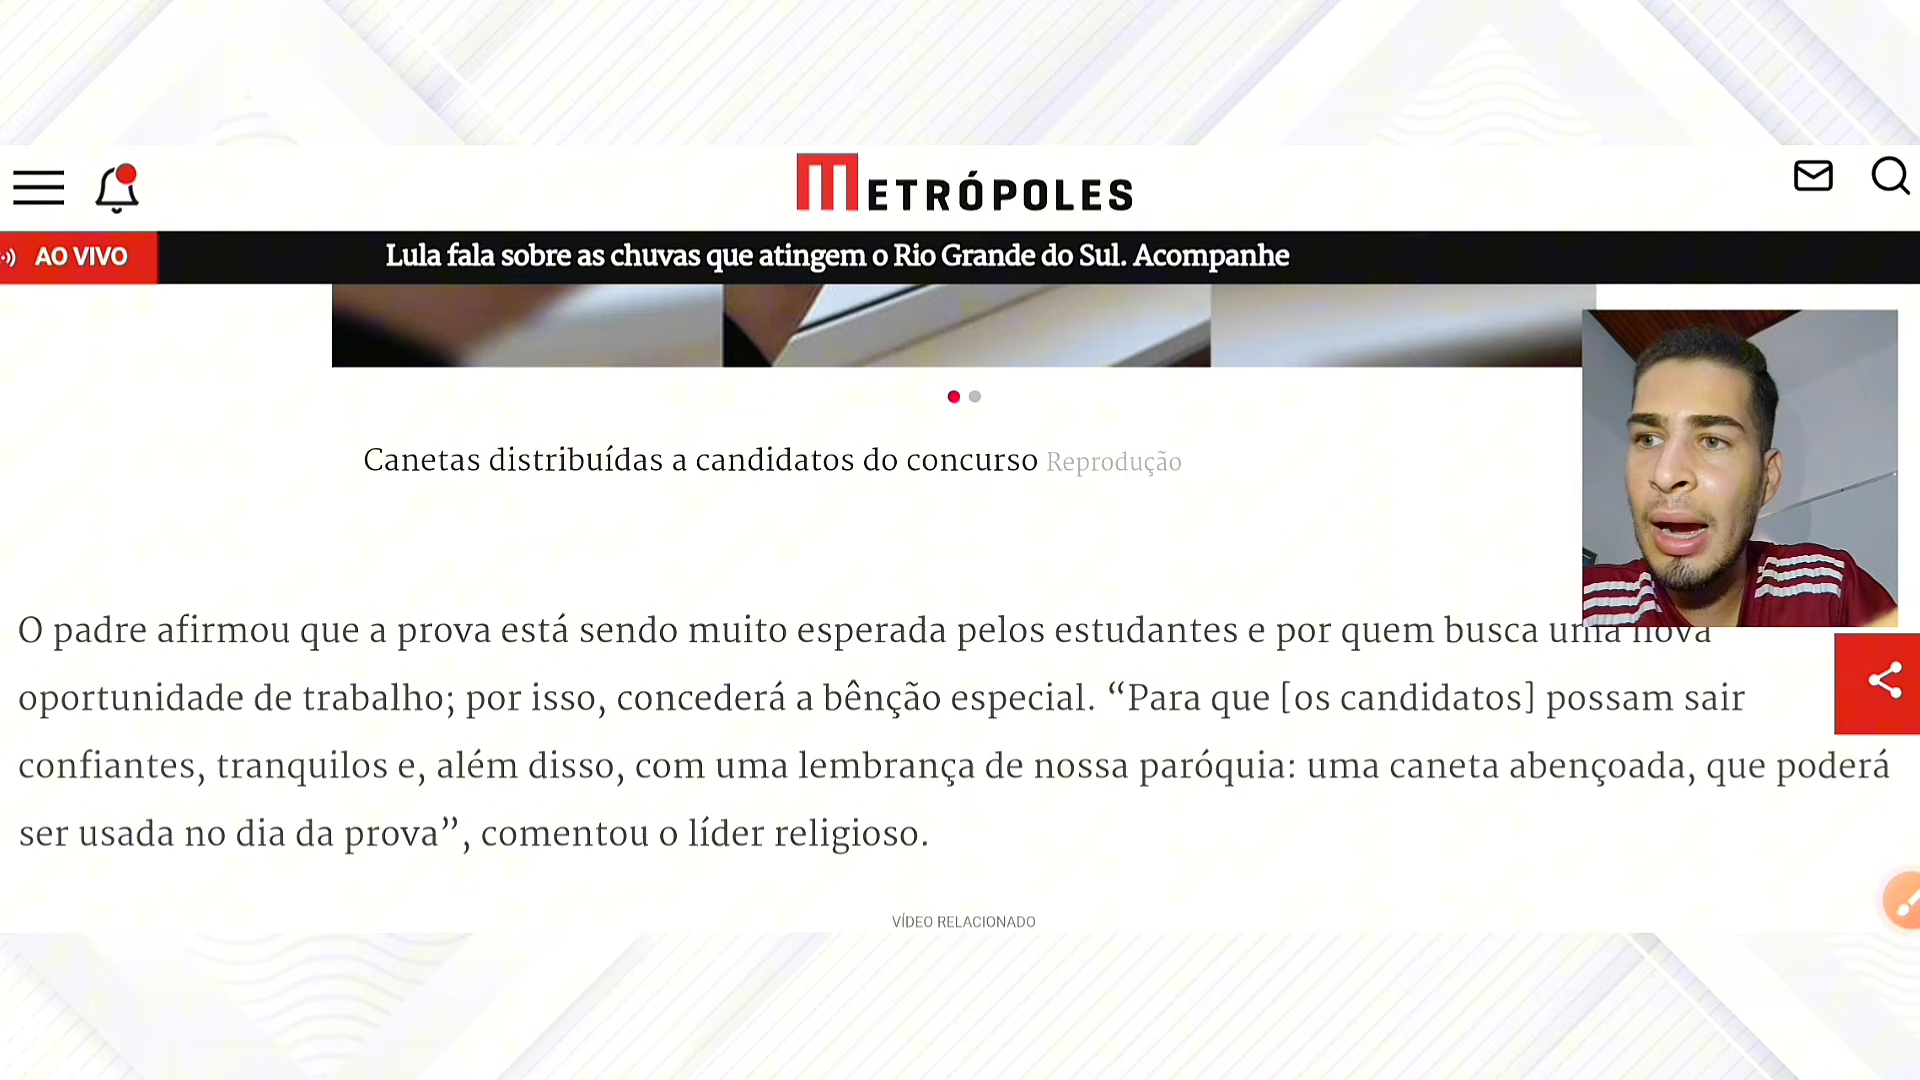 METRÓPOLES
AO VIVO
Lula fala sobre as chuvas que atingem o Rio Grande do Sul. Acompanhe
Canetas distribuídas a candidatos do concurso Reprodução
O padre afirmou que a prova está sendo muito esperada pelos estudantes e por quem busca uma nova
oportunidade de trabalho; por isso, concederá a bênção especial. “Para que [os candidatos] possam sair
confiantes, tranquilos e, além disso, com uma lembrança de nossa paróquia: uma caneta abençoada, que poderá
ser usada no dia da prova”, comentou o líder religioso.
VÍDEO RELACIONADO